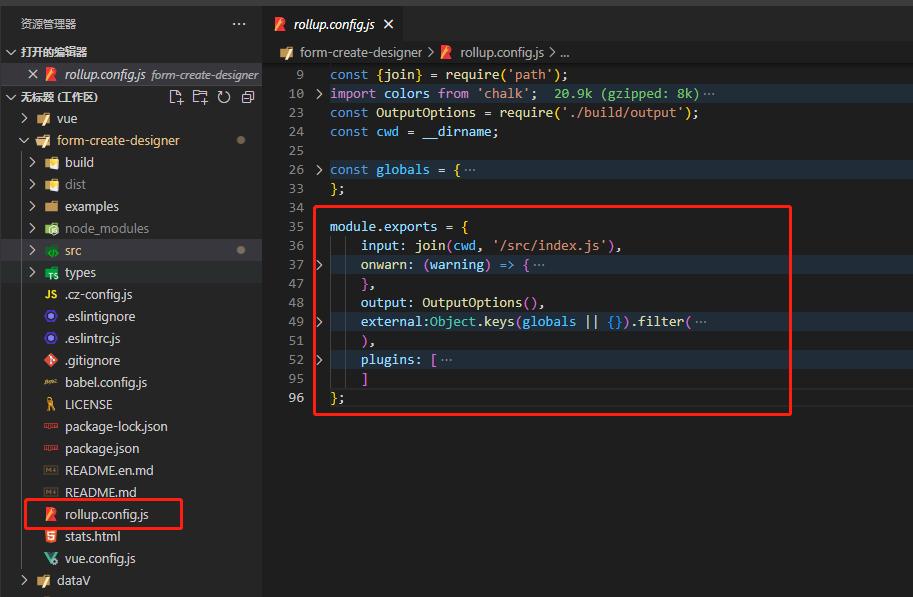 资源管理器
打开的编辑器
rollup.config.js form-create-designer
无标题 (工作区)
vue
form-create-designer
build
dist
examples
node_modules
src
types
.cz-config.js
.eslintignore
.eslintrc.js
.gitignore
babel.config.js
LICENSE
package-lock.json
package.json
README.en.md
README.md
rollup.config.js
stats.html
vue.config.js
dataV
rollup.config.js
form-create-designer > rollup.config.js > ...
9 const {join} = require('path');
10 import colors from 'chalk'; 20.9k (gzipped: 8k) ···
23 const OutputOptions = require('./build/output');
24 const cwd = __dirname;
25
26 const globals = { ···
33 };
34
35 module.exports = {
36 input: join(cwd, '/src/index.js'),
37 onwarn: (warning) => { ···
47 },
48 output: OutputOptions(),
49 external:Object.keys(globals || {}).filter( ···
51 ),
52 plugins: [ ···
95 ]
96 };